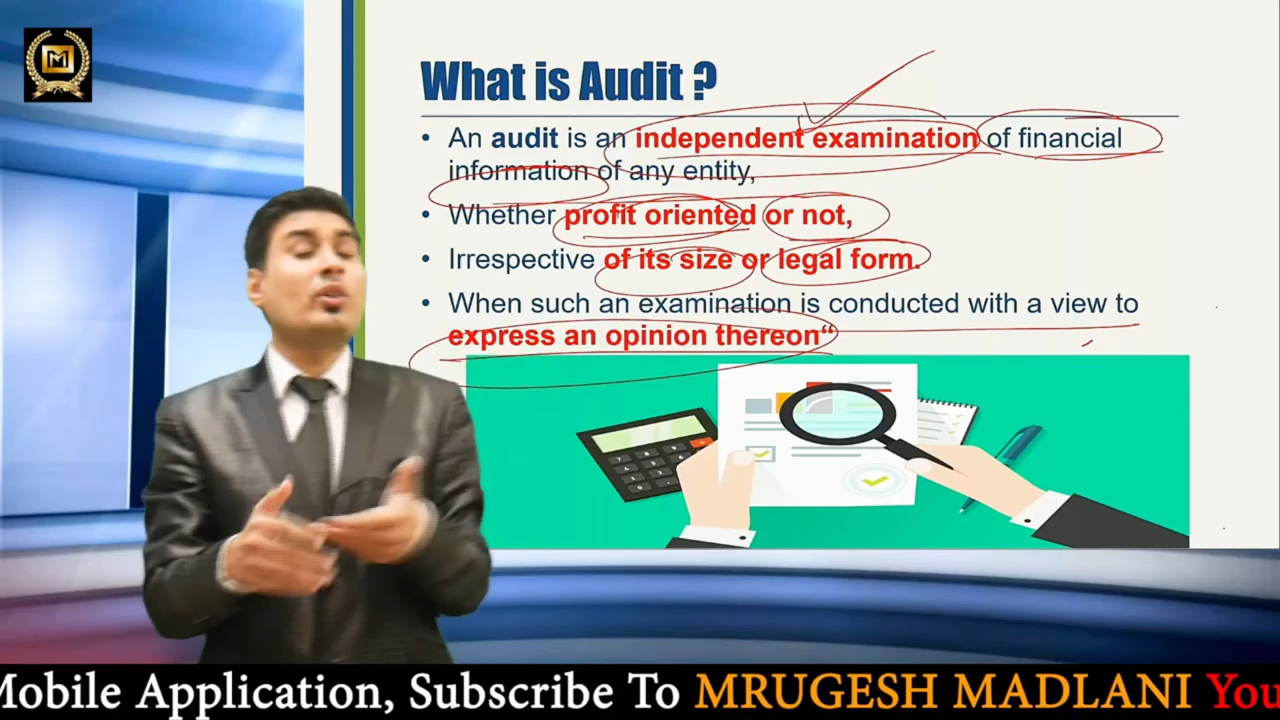 M
What is Audit ?
• An audit is an independent examination of financial
information of any entity,
• Whether profit oriented or not,
• Irrespective of its size or legal form.
• When such an examination is conducted with a view to
express an opinion thereon“
Mobile Application, Subscribe To MRUGESH MADLANI You